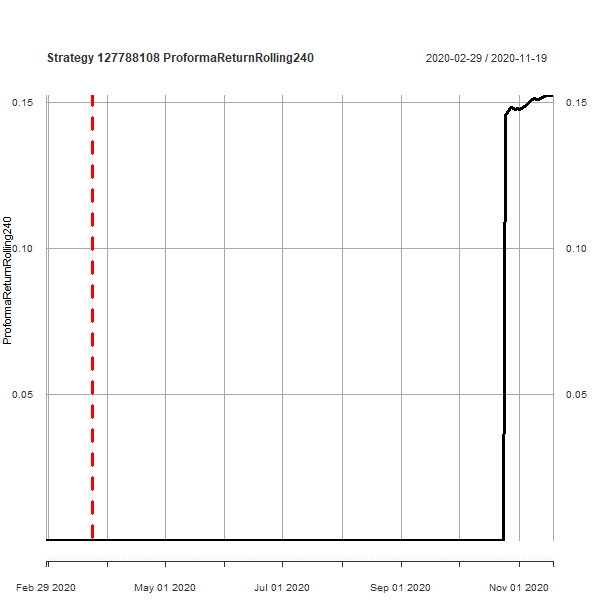 Strategy 127788108 ProformaReturnRolling240
2020-02-29 / 2020-11-19
ProformaReturnRolling240
0.15
0.15
0.10
0.10
0.05
0.05
Feb 29 2020
May 01 2020
Jul 01 2020
Sep 01 2020
Nov 01 2020